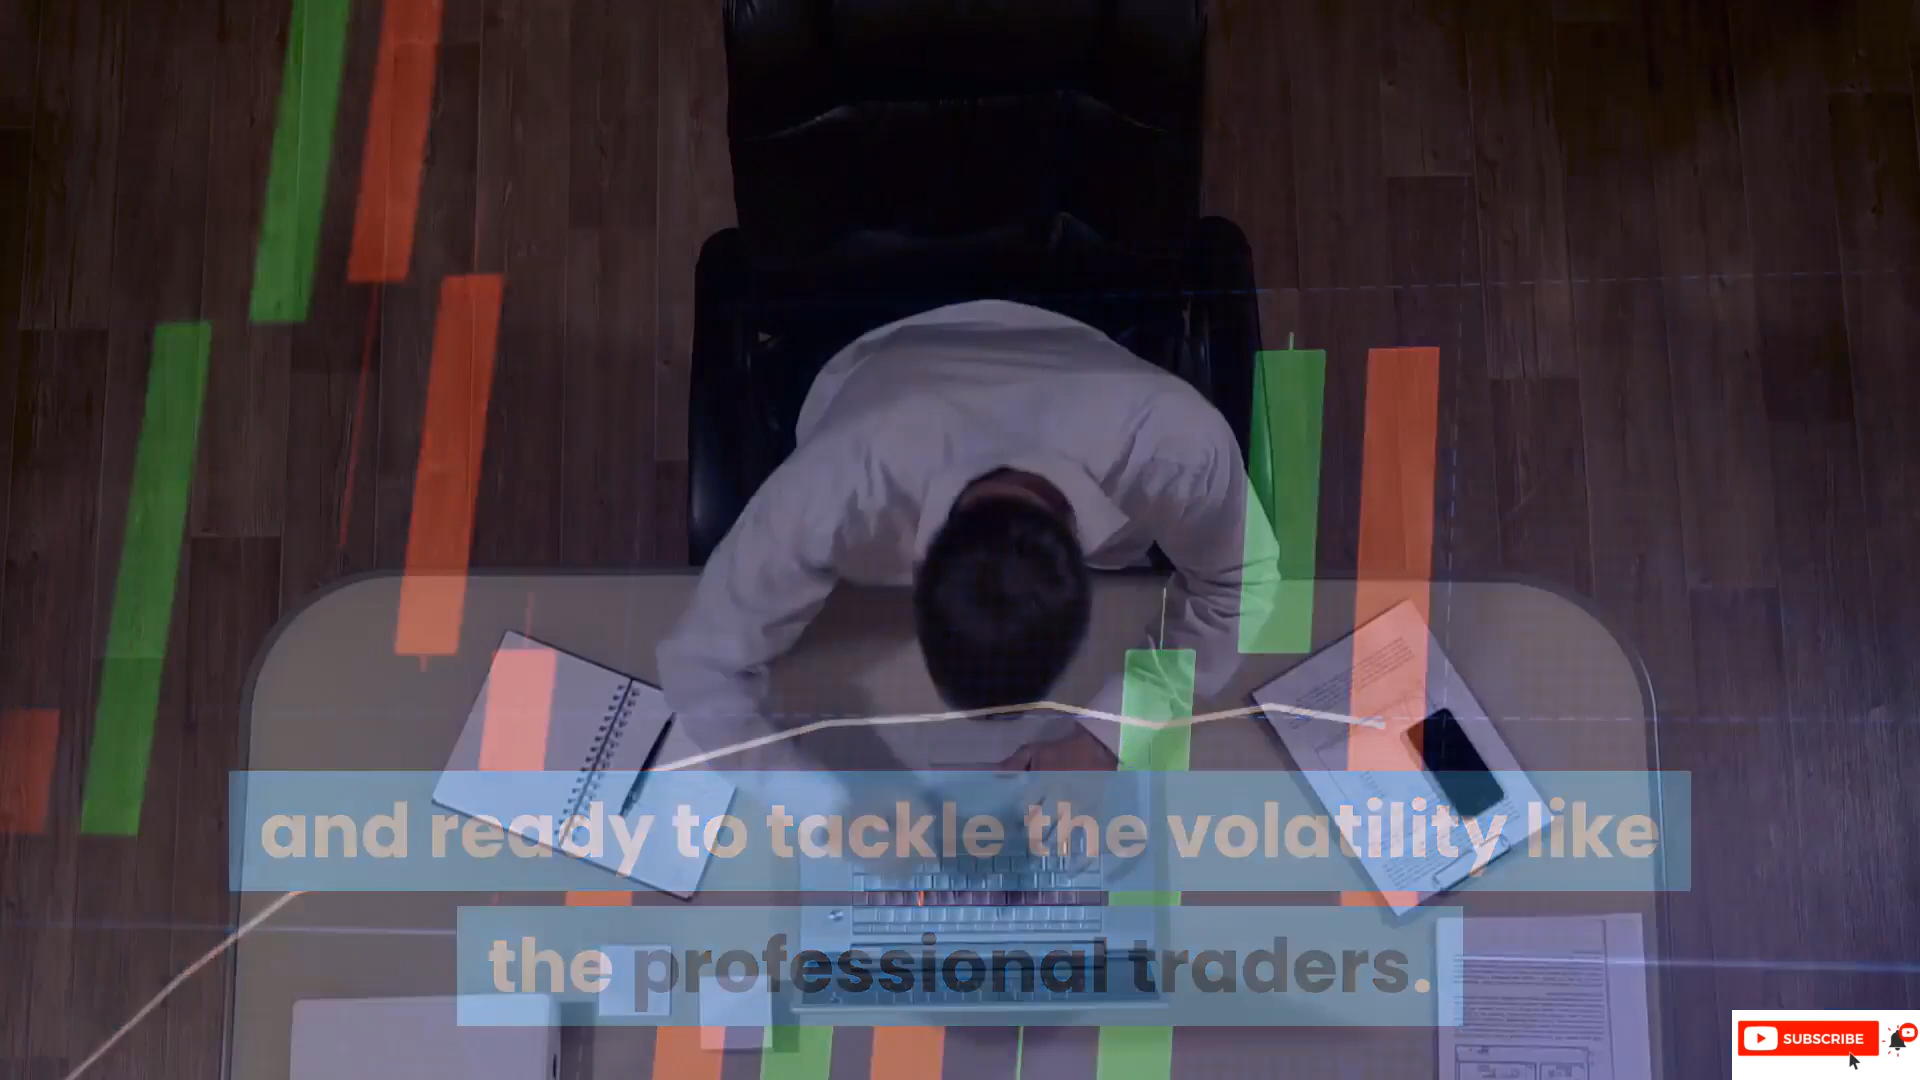 and ready to tackle the volatility like
the professional traders.
SUBSCRIBE